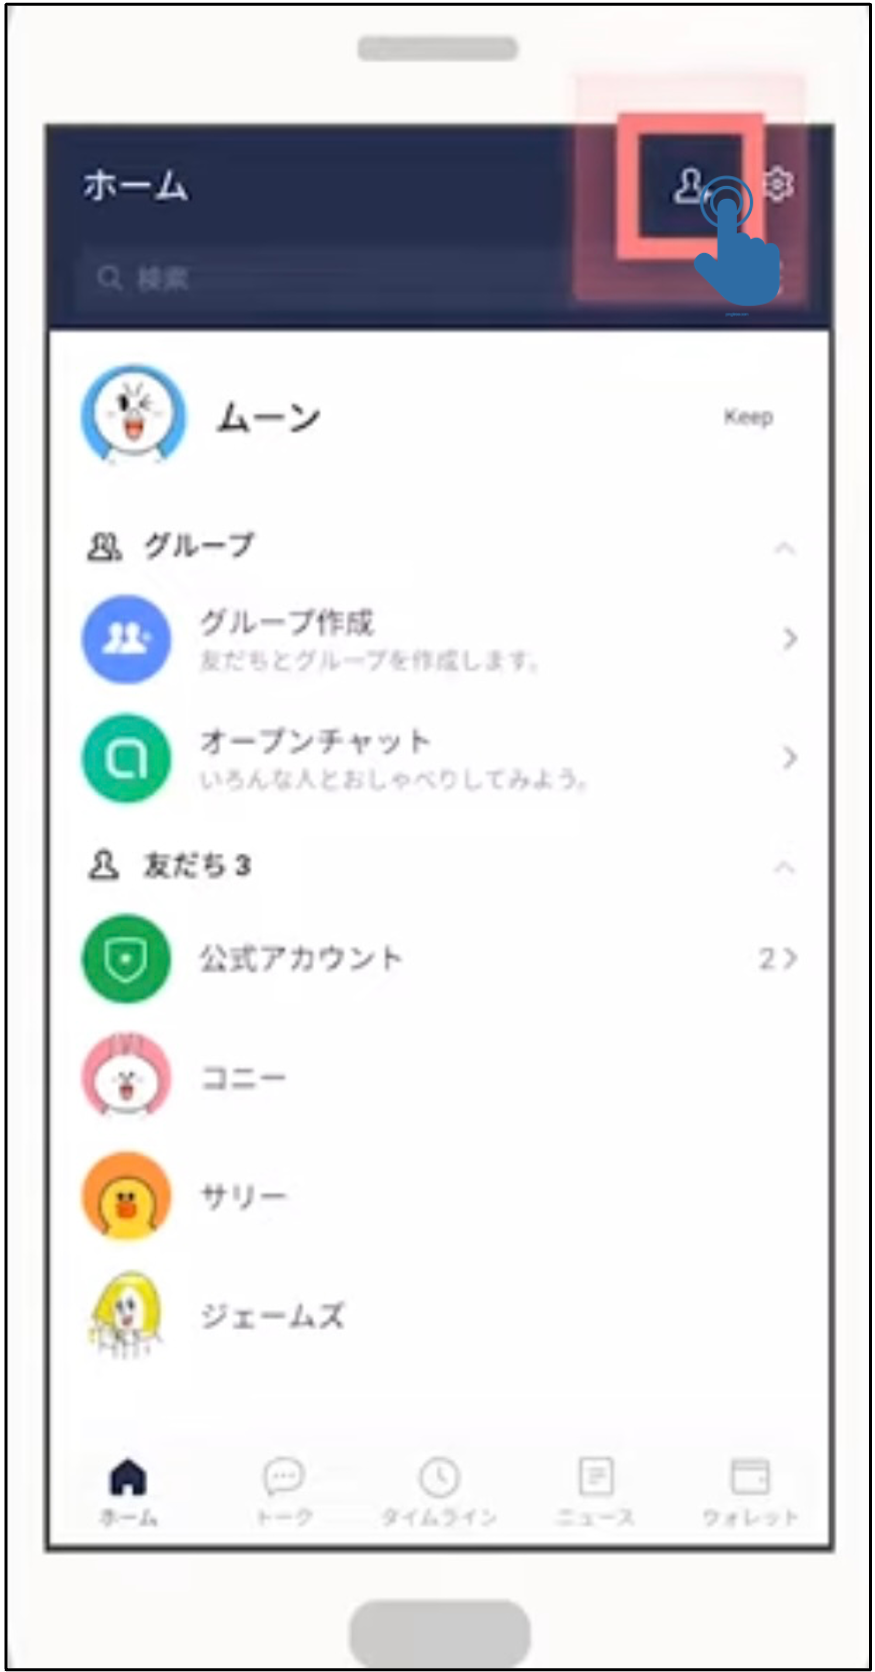 ホーム
検索
ムーン
Keep
グループ
グループ作成
友だちとグループを作成します。
オープンチャット
いろんな人とおしゃべりしてみよう。
友だち 3
公式アカウント
2
コニー
サリー
ジェームズ
ホーム
トーク
タイムライン
ニュース
ウォレット